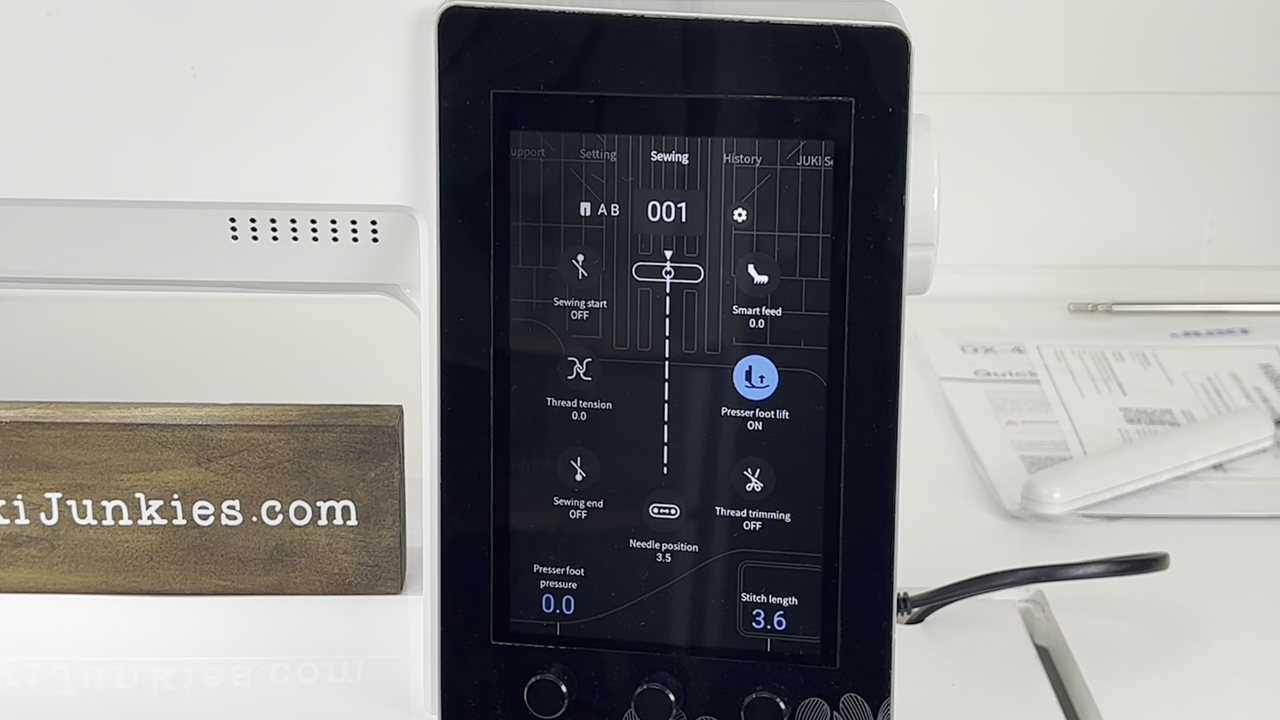 upport Setting Sewing History JUKI S
A B 001
Sewing start
OFF
Smart feed
0.0
Thread tension
0.0
Presser foot lift
ON
Sewing end
OFF
Thread trimming
OFF
Needle position
3.5
Presser foot
pressure
0.0
Stitch length
3.6
kiJunkies.com
JUKI